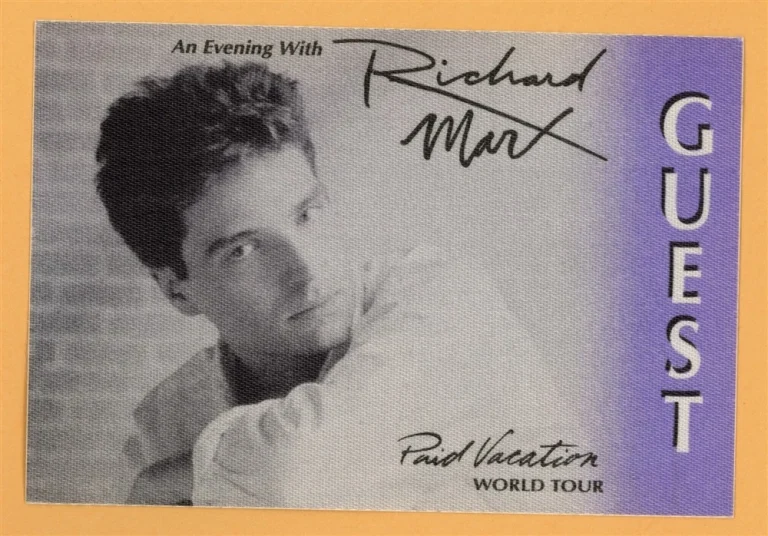 An Evening With
Richard
Marx
GUEST
Paid Vacation
WORLD TOUR